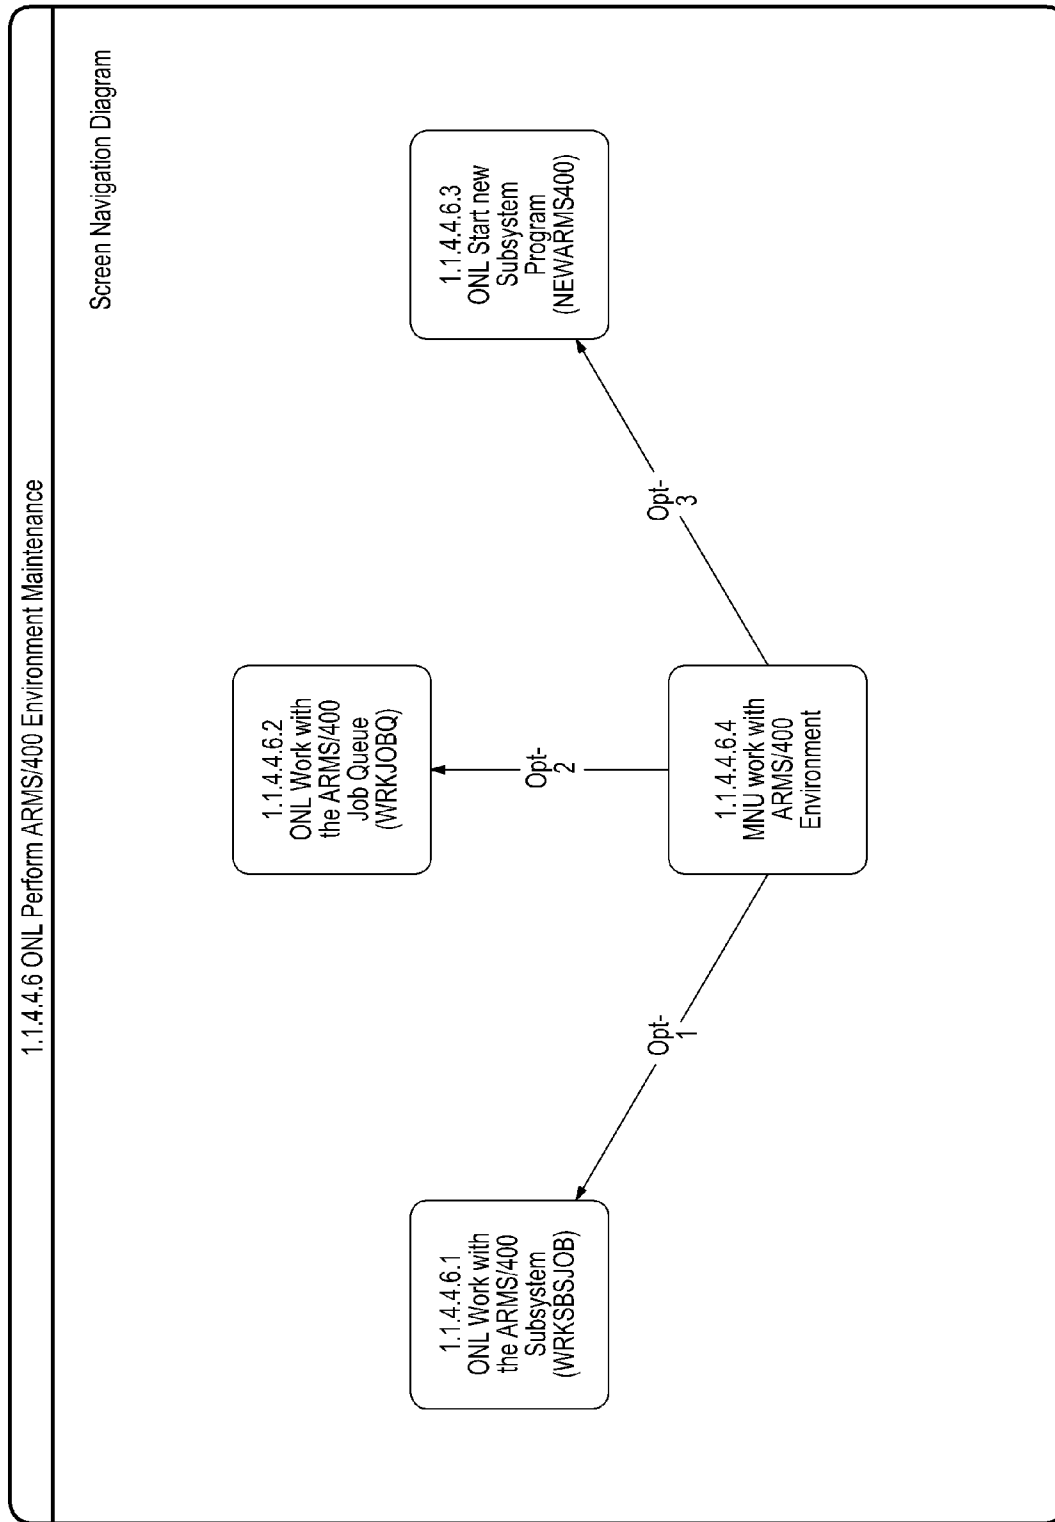 1.1.4.4.6 ONL Perform ARMS/400 Environment Maintenance
Screen Navigation Diagram
1.1.4.4.6.2
ONL Work with
the ARMS/400
Job Queue
(WRKJOBQ)
1.1.4.4.6.1
ONL Work with
the ARMS/400
Subsystem
(WRKSBSJOB)
1.1.4.4.6.3
ONL Start new
Subsystem
Program
(NEWARMS400)
Opt-
2
Opt-
1
Opt-
3
1.1.4.4.6.4
MNU work with
ARMS/400
Environment